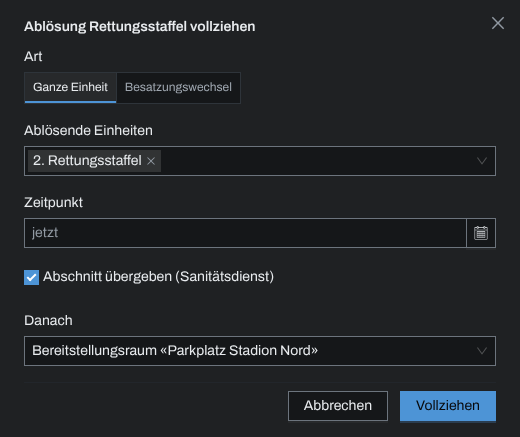 Ablösung Rettungsstaffel vollziehen
Art
Ganze Einheit Besatzungswechsel
Ablösende Einheiten
2. Rettungsstaffel
Zeitpunkt
jetzt
Abschnitt übergeben (Sanitätsdienst)
Danach
Bereitstellungsraum «Parkplatz Stadion Nord»
Abbrechen Vollziehen